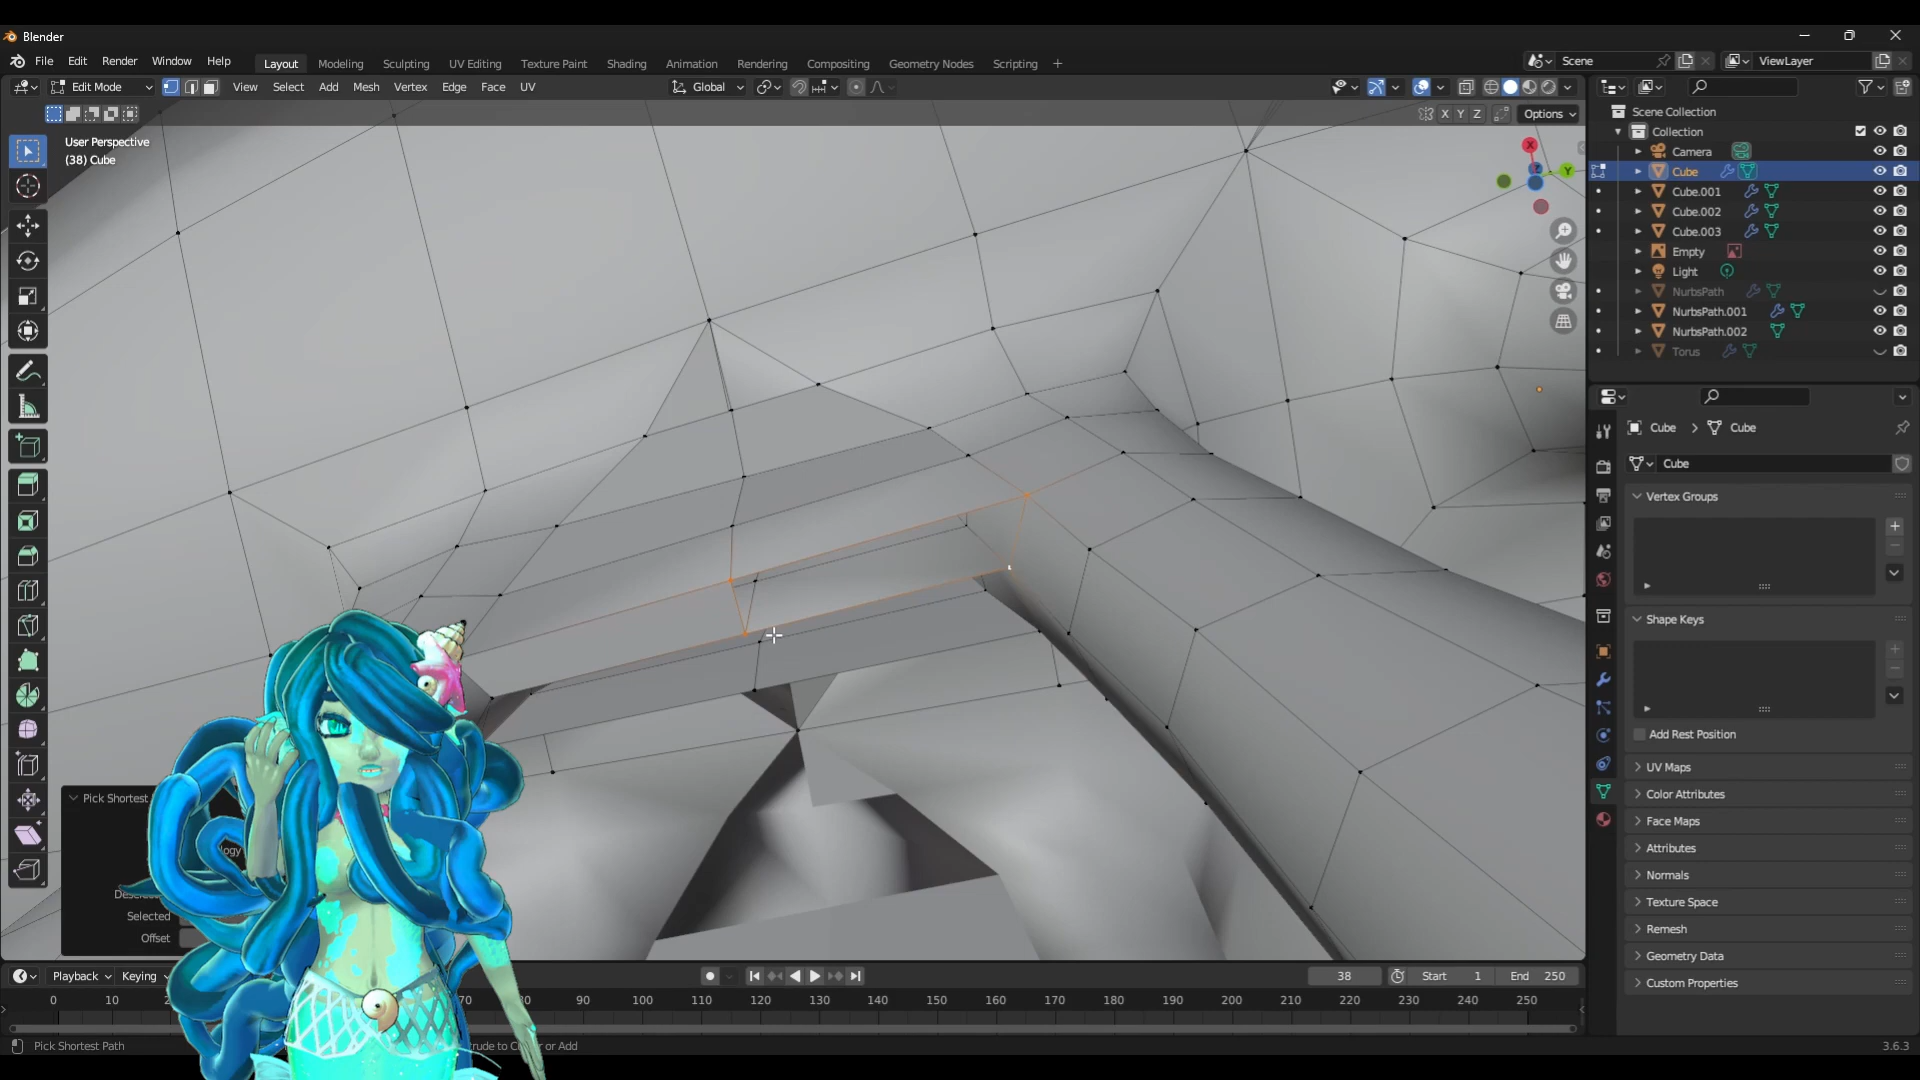 Blender
File Edit Render Window Help
Layout Modeling Sculpting UV Editing Texture Paint Shading Animation Rendering Compositing Geometry Nodes Scripting
Scene
ViewLayer
Edit Mode
View Select Add Mesh Vertex Edge Face UV
Global
X Y Z
Options
User Perspective
(38) Cube
X
Y
Scene Collection
Collection
Camera
Cube
Cube.001
Cube.002
Cube.003
Empty
Light
NurbsPath
NurbsPath.001
NurbsPath.002
Torus
Cube > Cube
Cube
Vertex Groups
Shape Keys
Add Rest Position
UV Maps
Color Attributes
Face Maps
Attributes
Normals
Texture Space
Remesh
Geometry Data
Custom Properties
Pick Shortest
Selected
Offset
Playback Keying
38 Start 1 End 250
0 10 70 80 90 100 110 120 130 140 150 160 170 180 190 200 210 220 230 240 250
Pick Shortest Path
or Add
3.6.3